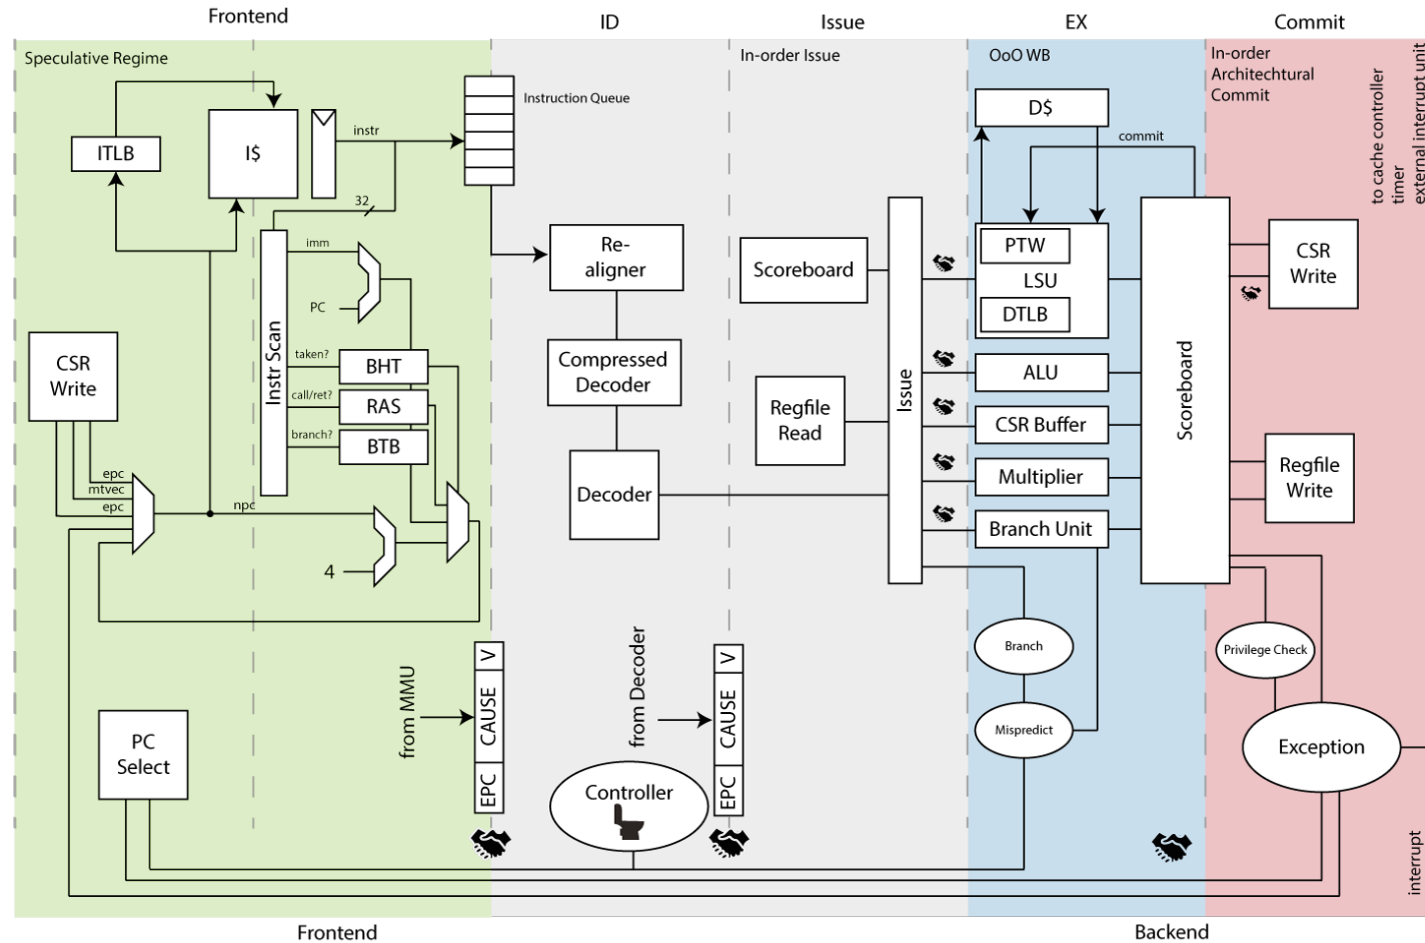 Frontend
ID
Issue
EX
Commit
Speculative Regime
In-order Issue
OoO WB
In-order
Architechtural
Commit
to cache controller
timer
external interrupt unit
Instruction Queue
ITLB
I$
instr
32
D$
commit
Re-
aligner
Scoreboard
PTW
LSU
DTLB
CSR
Write
imm
PC
Instr Scan
CSR
Write
taken?
BHT
call/ret?
RAS
branch?
BTB
Compressed
Decoder
Regfile
Read
Issue
ALU
CSR Buffer
Scoreboard
Regfile
Write
Decoder
Multiplier
Branch Unit
epc
mtvec
epc
npc
4
from MMU
V
CAUSE
EPC
from Decoder
V
CAUSE
EPC
Branch
Privilege Check
Mispredict
Exception
PC
Select
Controller
interrupt
Frontend
Backend